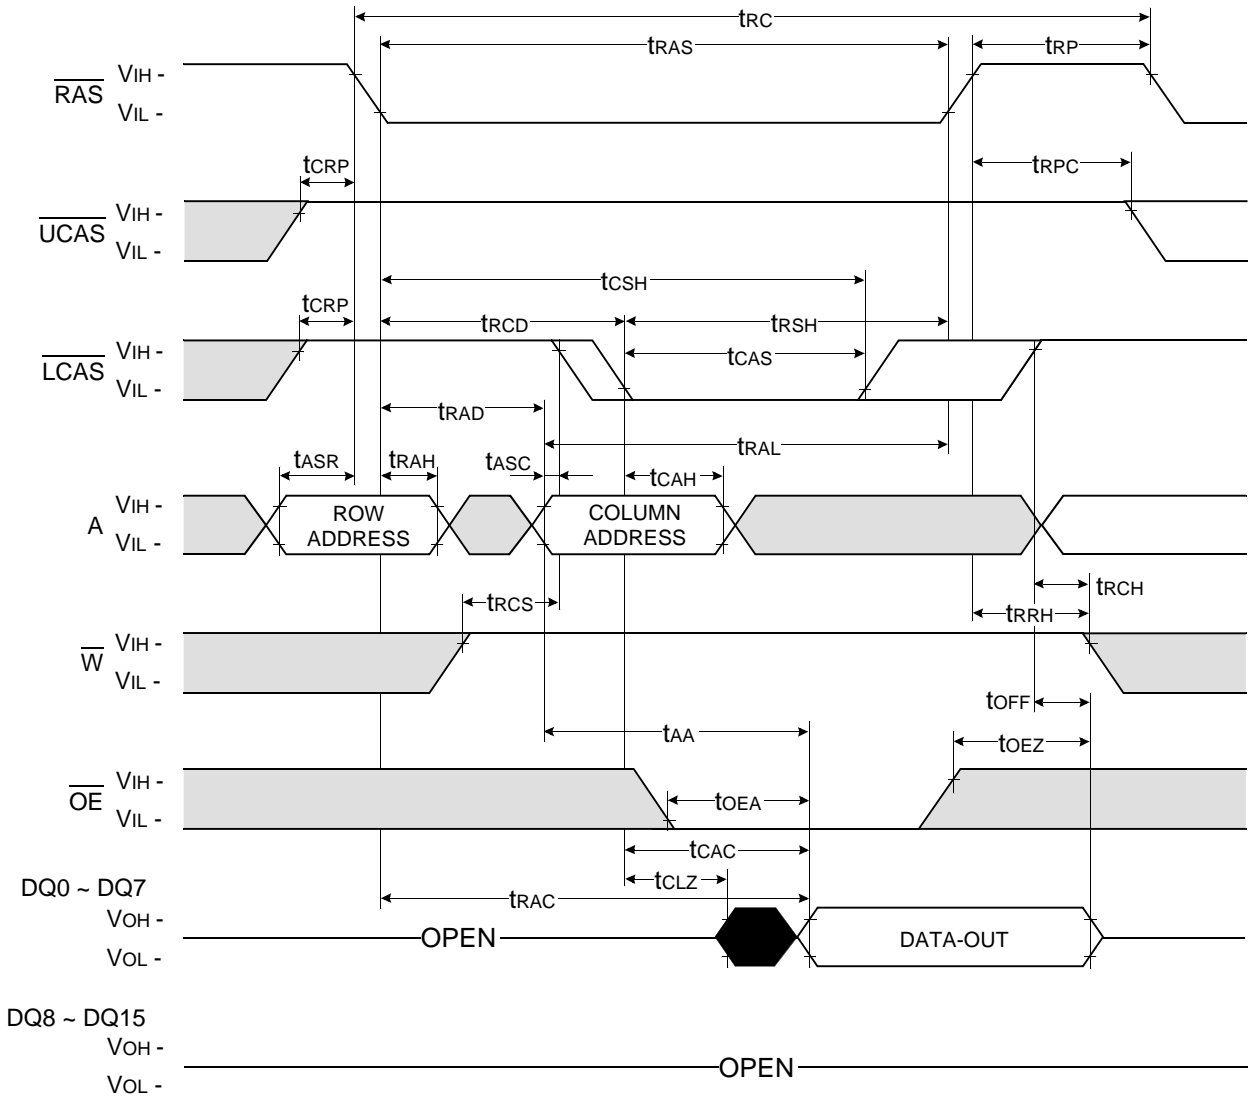 tRC
tRAS
tRP
RAS
VIH -
VIL -
tCRP
tRPC
UCAS
VIH -
VIL -
tCSH
tCRP
tRCD
tRSH
LCAS
VIH -
VIL -
tCAS
tRAD
tRAL
tASR
tRAH
tASC
tCAH
A
VIH -
VIL -
ROW
ADDRESS
COLUMN
ADDRESS
tRCH
tRCS
tRRH
W
VIH -
VIL -
tOFF
tAA
tOEZ
OE
VIH -
VIL -
tOEA
tCAC
tCLZ
tRAC
DQ0 ~ DQ7
VOH -
VOL -
OPEN
DATA-OUT
DQ8 ~ DQ15
VOH -
VOL -
OPEN